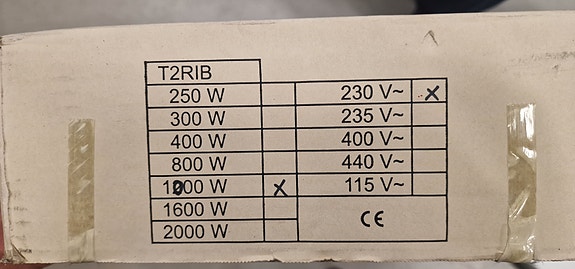 T2RIB
250 W 230 V~ X
300 W 235 V~
400 W 400 V~
800 W 440 V~
1000 W X 115 V~
1600 W CE
2000 W